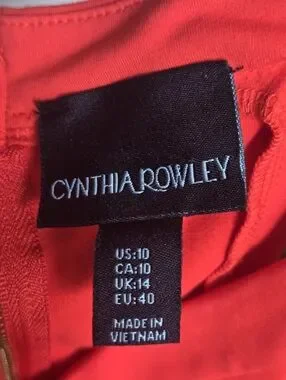 CYNTHIA ROWLEY
US:10
CA:10
UK:14
EU:40
MADE IN
VIETNAM